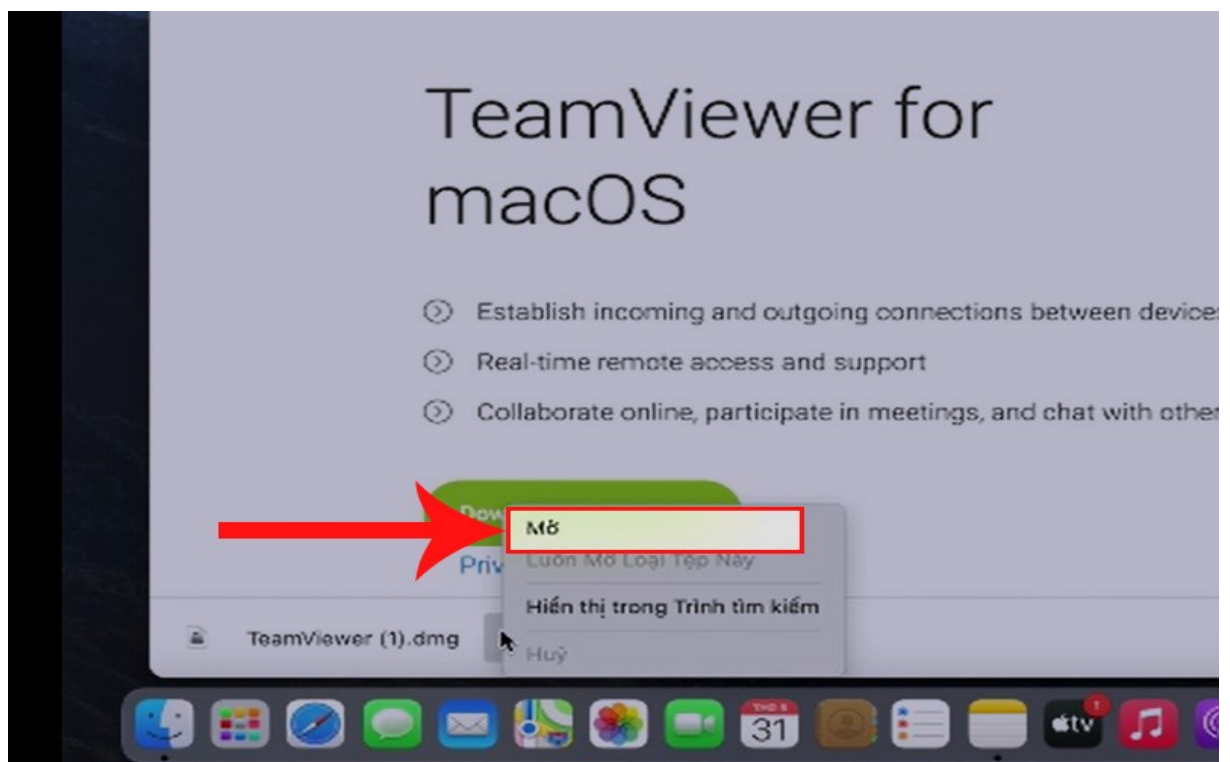 TeamViewer for
macOS
Establish incoming and outgoing connections between devices
Real-time remote access and support
Collaborate online, participate in meetings, and chat with other
Dow
Mở
Priv
Luôn Mở Loại Tệp Này
Hiển thị trong Trình tìm kiếm
TeamViewer (1).dmg
Huỷ
31
tv
1